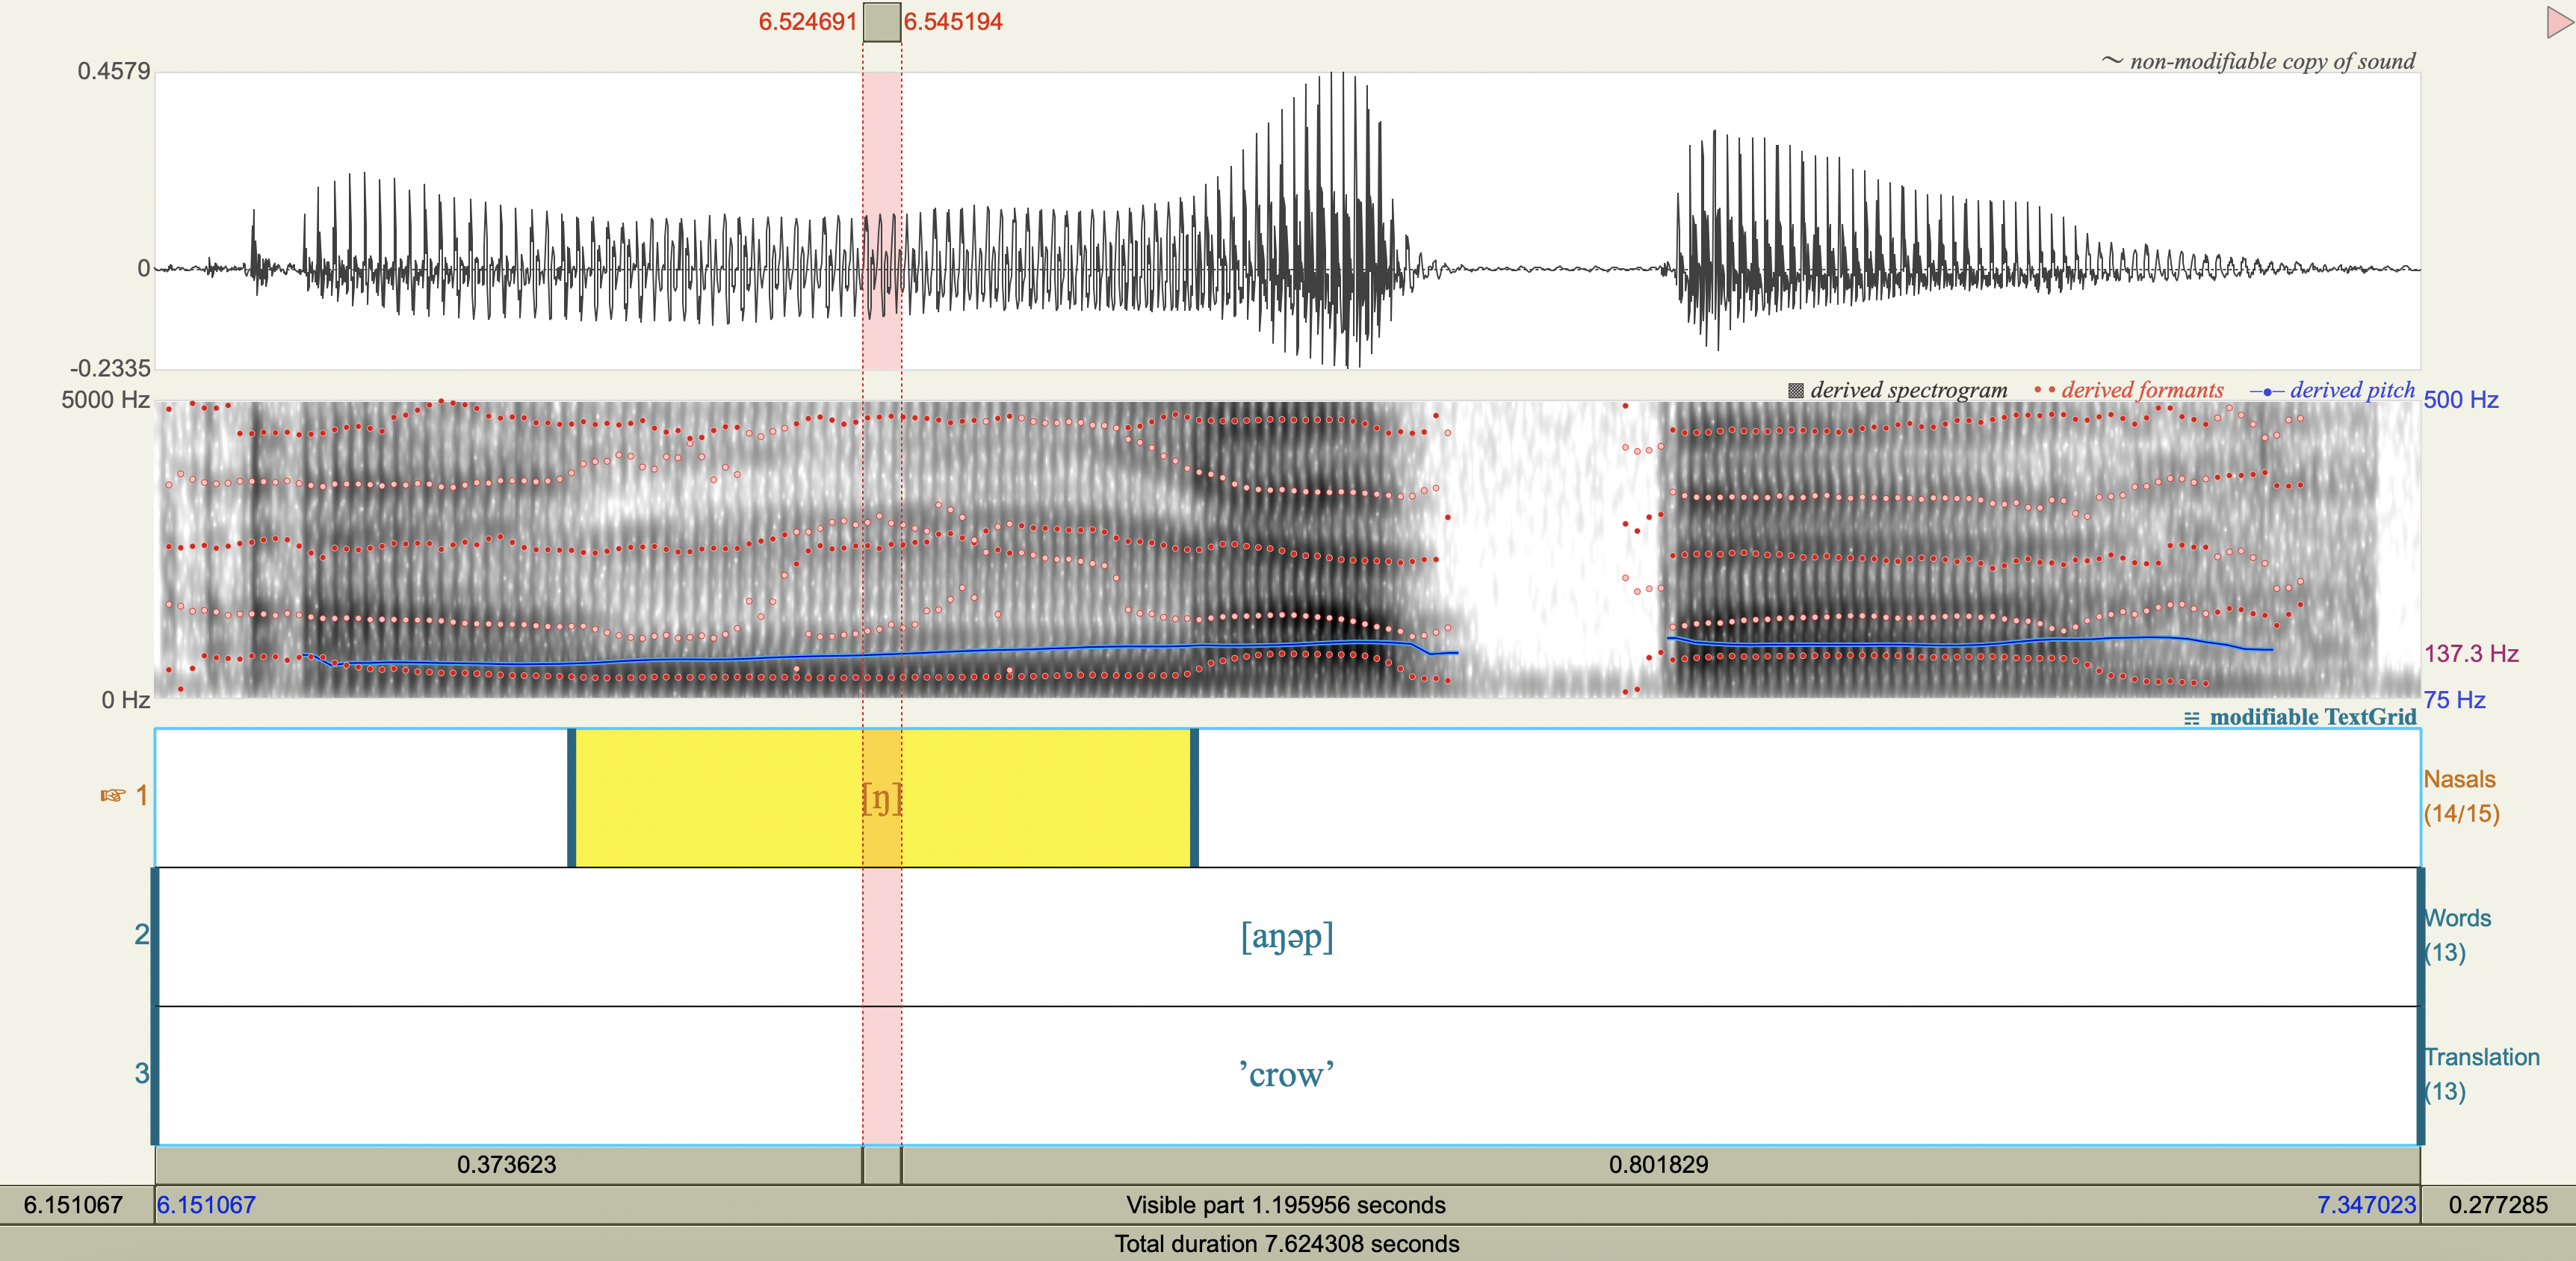 6.524691 6.545194
0.4579
~ non-modifiable copy of sound
0
-0.2335
derived spectrogram derived formants derived pitch
5000 Hz 500 Hz
137.3 Hz
0 Hz 75 Hz
modifiable TextGrid
☞ 1 [ŋ] Nasals
(14/15)
2 [aŋəp] Words
(13)
3 ’crow’ Translation
(13)
0.373623 0.801829
6.151067 6.151067 Visible part 1.195956 seconds 7.347023 0.277285
Total duration 7.624308 seconds